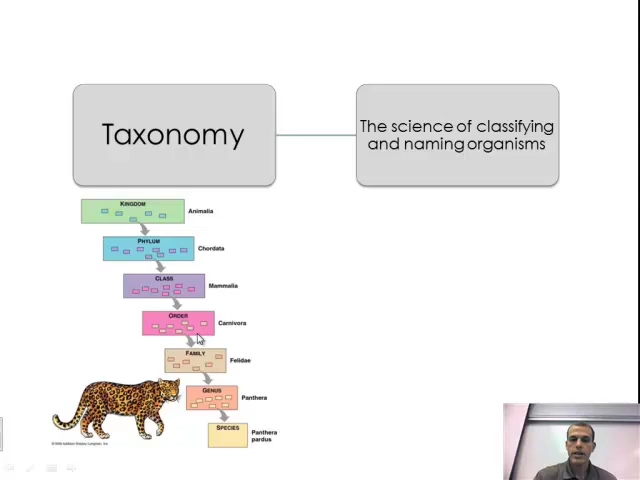 Taxonomy
The science of classifying
and naming organisms
KINGDOM
Animalia
PHYLUM
Chordata
CLASS
Mammalia
ORDER
Carnivora
FAMILY
Felidae
GENUS
Panthera
SPECIES
Panthera
pardus